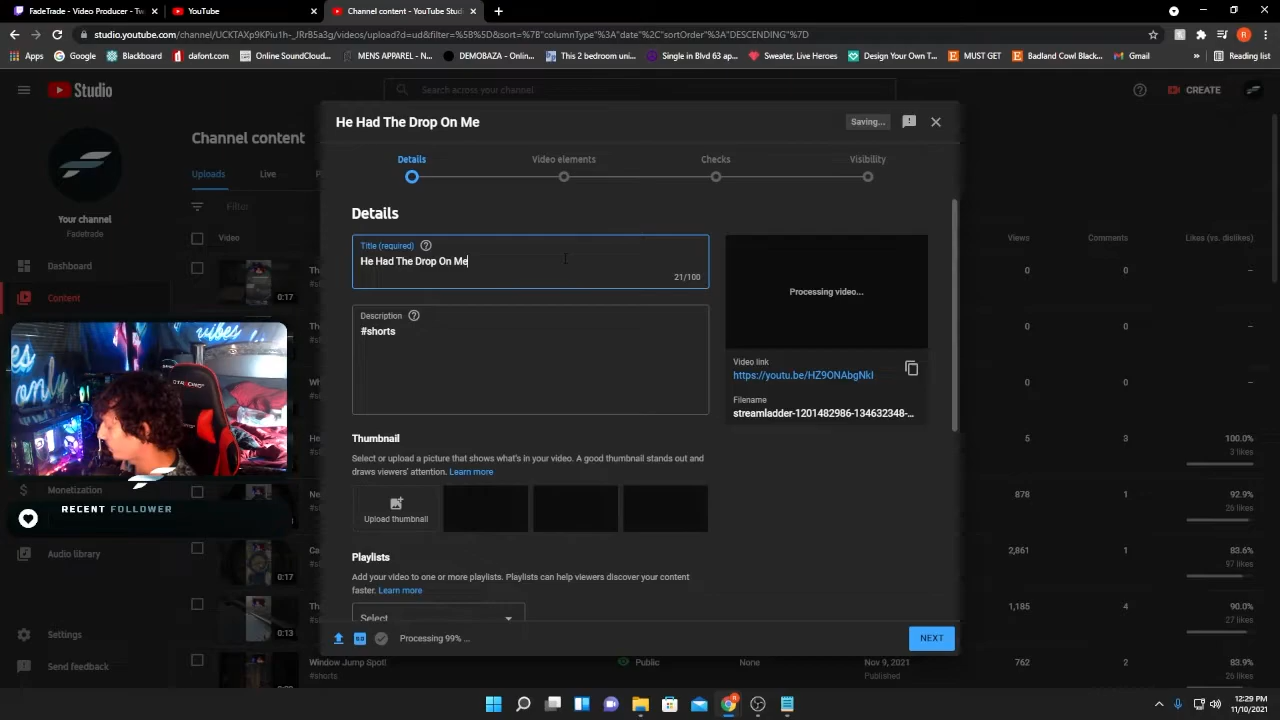 FadeTrade - Video Producer - Tw
YouTube
Channel content - YouTube Studio
studio.youtube.com/channel/UCKTAXp9KPiu1h-_JRrB5a3g/videos/upload?d=ud&filter=%5B%5D&sort=%7B"columnType"%3A"date"%2C"sortOrder"%3A"DESCENDING"%7D
Apps
Google
Blackboard
dafont.com
Online SoundCloud...
MENS APPAREL - N...
DEMOBAZA - Onlin...
This 2 bedroom uni...
Single in Blvd 63 ap...
Sweater, Live Heroes
Design Your Own T...
MUST GET
Badland Cowl Black...
Gmail
»
Reading list
Studio
Search across your channel
CREATE
Your channel
Fadetrade
Dashboard
Content
Monetization
Audio library
Settings
Send feedback
RECENT FOLLOWER
Channel content
Uploads
Live
Filter
Video
Views
Comments
Likes (vs. dislikes)
0:17
0
0
–
0
0
–
0
0
–
5
3
100.0%
3 likes
878
1
92.9%
26 likes
0:17
2,861
1
83.6%
97 likes
0:13
1,185
4
90.0%
27 likes
Window Jump Spot!
#shorts
Public
None
Nov 9, 2021
Published
762
2
83.9%
26 likes
He Had The Drop On Me
Saving...
Details
Video elements
Checks
Visibility
Details
Title (required)
He Had The Drop On Me
21/100
Description
#shorts
Processing video...
Video link
https://youtu.be/HZ9ONAbgNkI
Filename
streamladder-1201482986-134632348-...
Thumbnail
Select or upload a picture that shows what's in your video. A good thumbnail stands out and
draws viewers' attention. Learn more
Upload thumbnail
Playlists
Add your video to one or more playlists. Playlists can help viewers discover your content
faster. Learn more
Select
Processing 99% ...
NEXT
12:29 PM
11/10/2021